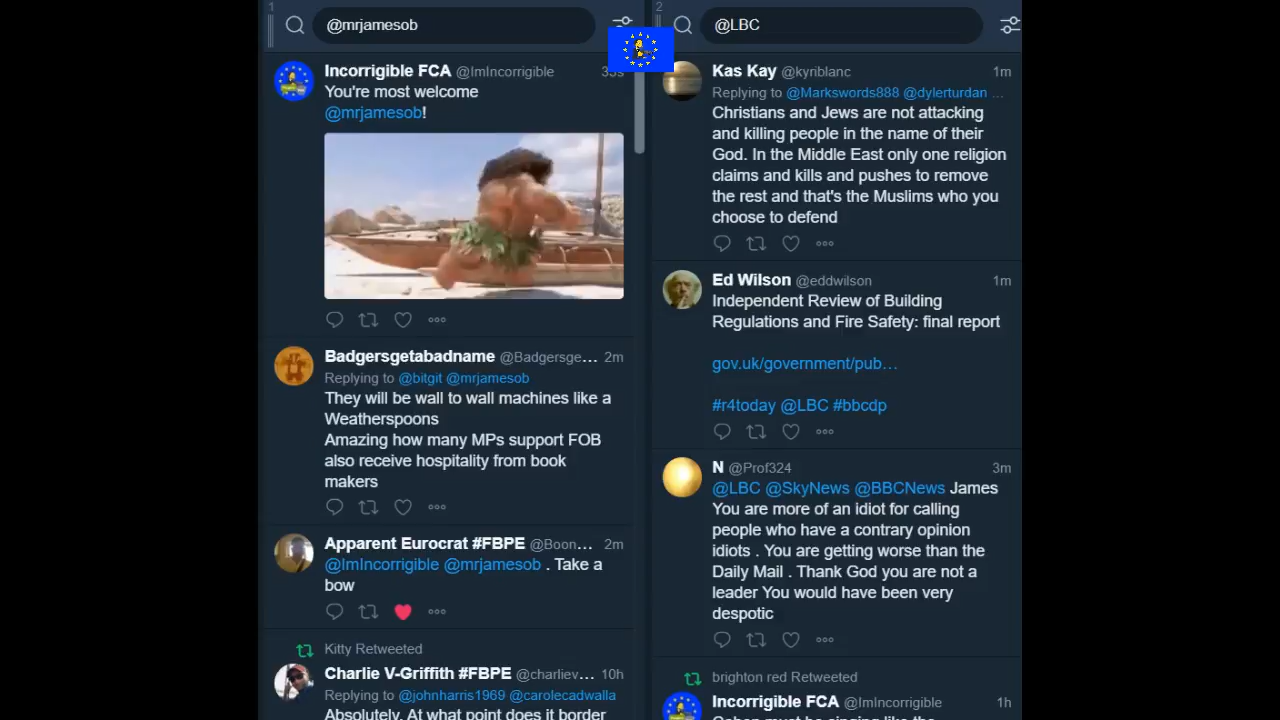 1
@mrjamesob
Incorrigible FCA @ImIncorrigible
You're most welcome
@mrjamesob!
Badgersgetabadname @Badgersge... 2m
Replying to @bitgit @mrjamesob
They will be wall to wall machines like a
Weatherspoons
Amazing how many MPs support FOB
also receive hospitality from book
makers
Apparent Eurocrat #FBPE @Boon... 2m
@ImIncorrigible @mrjamesob . Take a
bow
Kitty Retweeted
Charlie V-Griffith #FBPE @charliev... 10h
Replying to @johnharris1969 @carolecadwalla
Absolutely. At what point does it border
2
@LBC
Kas Kay @kyriblanc 1m
Replying to @Markswords888 @dylerturdan ...
Christians and Jews are not attacking
and killing people in the name of their
God. In the Middle East only one religion
claims and kills and pushes to remove
the rest and that's the Muslims who you
choose to defend
Ed Wilson @eddwilson 1m
Independent Review of Building
Regulations and Fire Safety: final report
gov.uk/government/pub…
#r4today @LBC #bbcdp
N @Prof324 3m
@LBC @SkyNews @BBCNews James
You are more of an idiot for calling
people who have a contrary opinion
idiots . You are getting worse than the
Daily Mail . Thank God you are not a
leader You would have been very
despotic
brighton red Retweeted
Incorrigible FCA @ImIncorrigible 1h